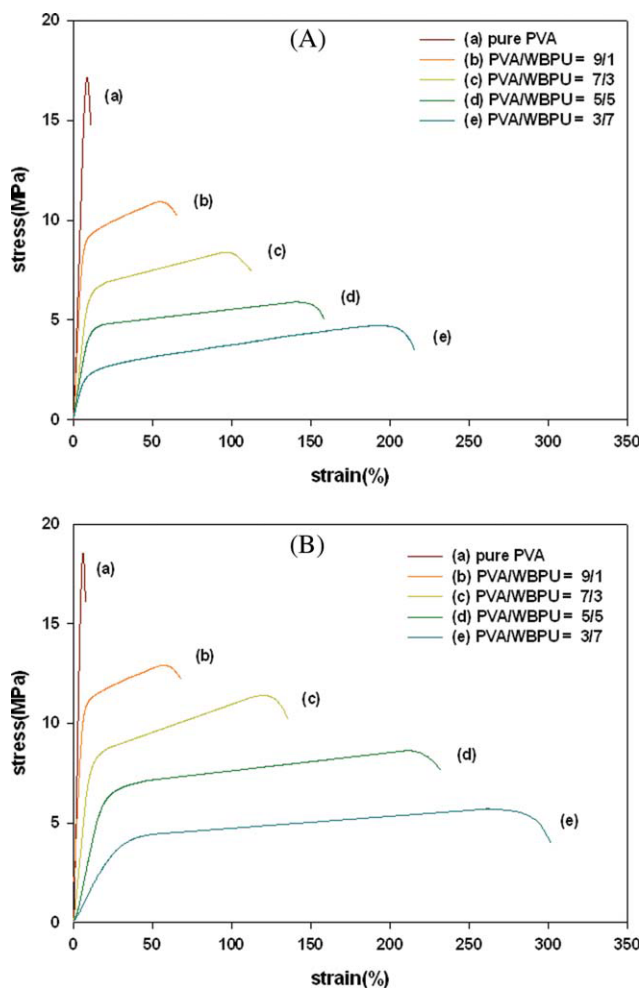 (A)
20
15
10
5
0
stress(MPa)
(a) pure PVA
(b) PVA/WBPU = 9/1
(c) PVA/WBPU = 7/3
(d) PVA/WBPU = 5/5
(e) PVA/WBPU = 3/7
(a)
(b)
(c)
(d)
(e)
0 50 100 150 200 250 300 350
strain(%)
(B)
20
15
10
5
0
stress(MPa)
(a) pure PVA
(b) PVA/WBPU = 9/1
(c) PVA/WBPU = 7/3
(d) PVA/WBPU = 5/5
(e) PVA/WBPU = 3/7
(a)
(b)
(c)
(d)
(e)
0 50 100 150 200 250 300 350
strain(%)